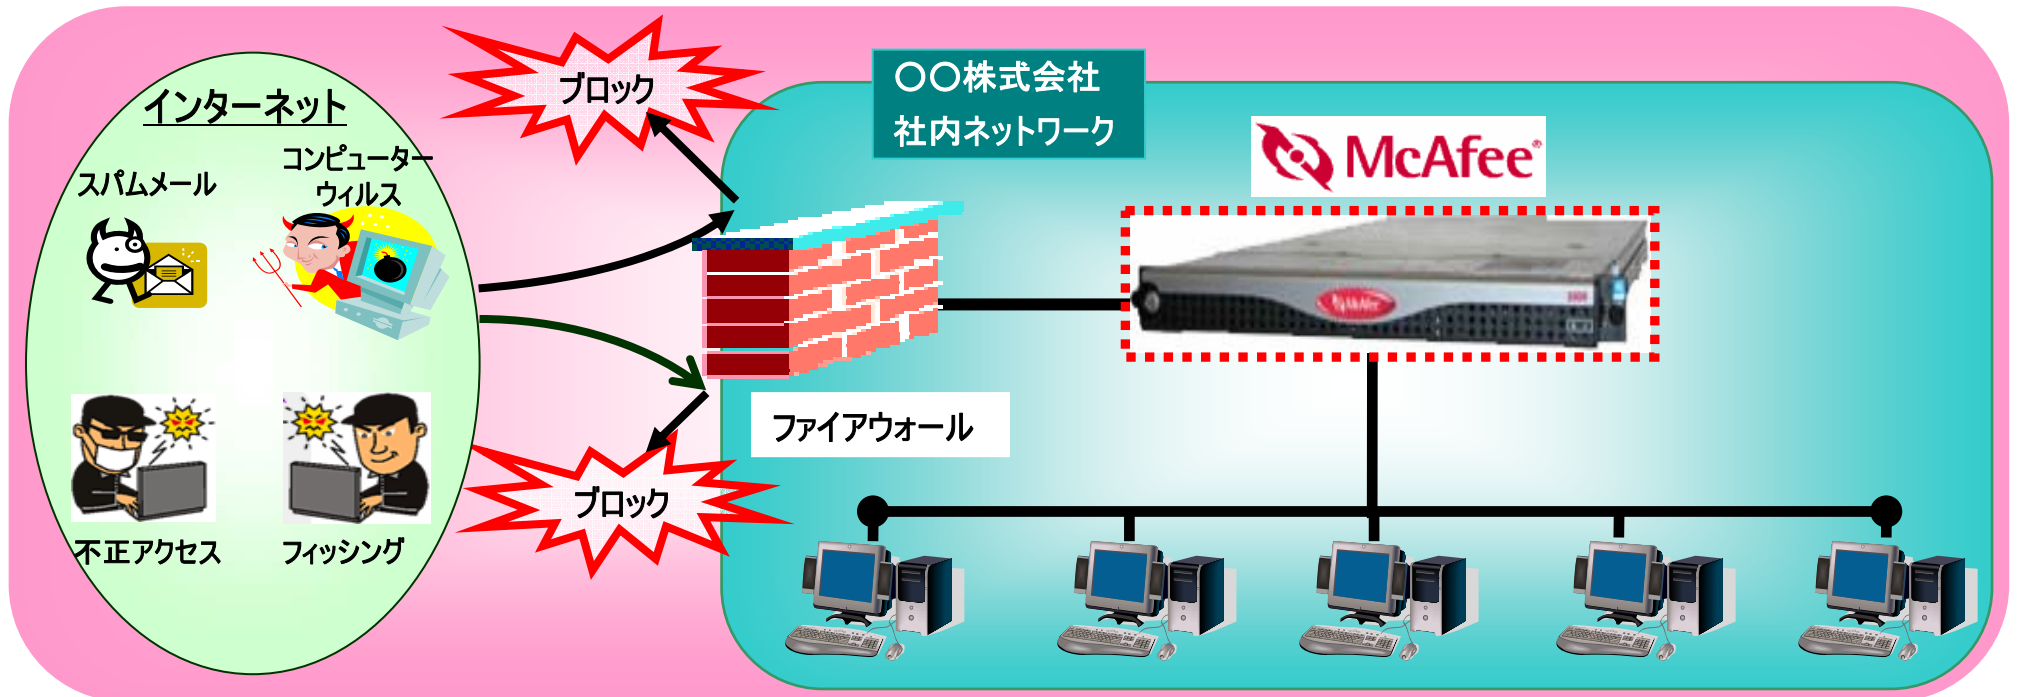 インターネット
スパムメール
コンピューター
ウィルス
不正アクセス
フィッシング
ブロック
ブロック
〇〇株式会社
社内ネットワーク
McAfee®
McAfee
ファイアウォール